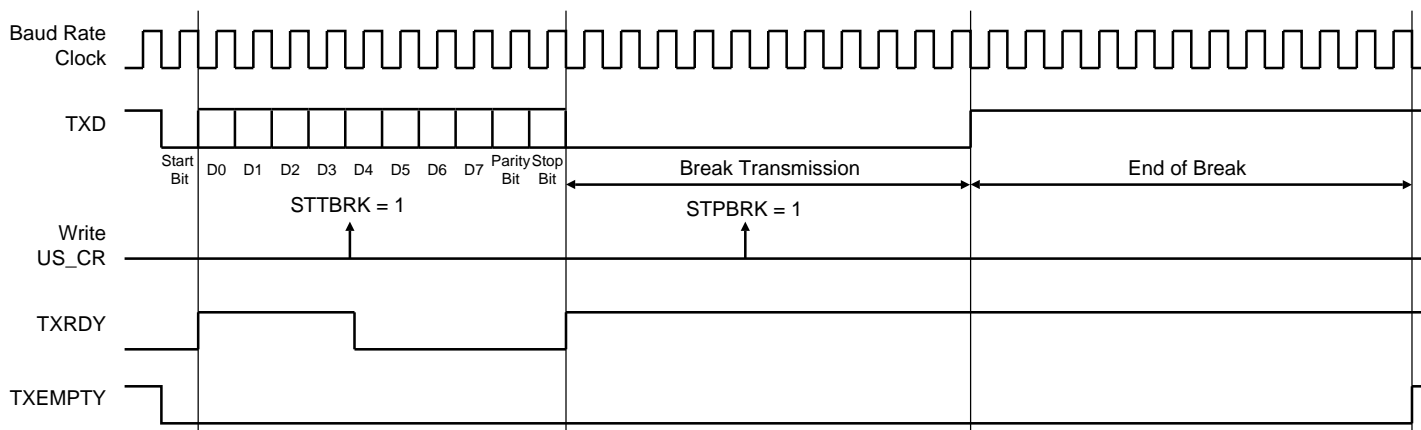 Baud Rate
Clock
TXD
Start
Bit
D0 D1 D2 D3 D4 D5 D6 D7
Parity
Bit
Stop
Bit
Break Transmission
End of Break
STTBRK = 1
STPBRK = 1
Write
US_CR
TXRDY
TXEMPTY